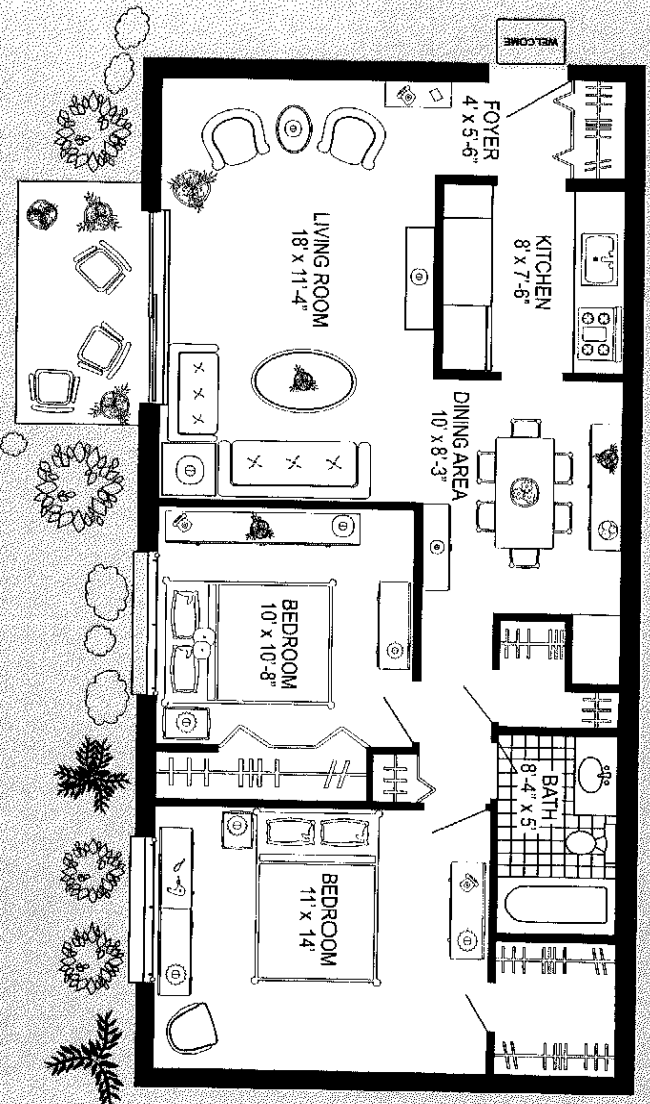 WELCOME
FOYER
4' x 5'-6"
KITCHEN
8' x 7'-6"
LIVING ROOM
18' x 11'-4"
DINING AREA
10' x 8'-3"
BEDROOM
10' x 10'-8"
BATH
8'-4" x 5'
BEDROOM
11' x 14'